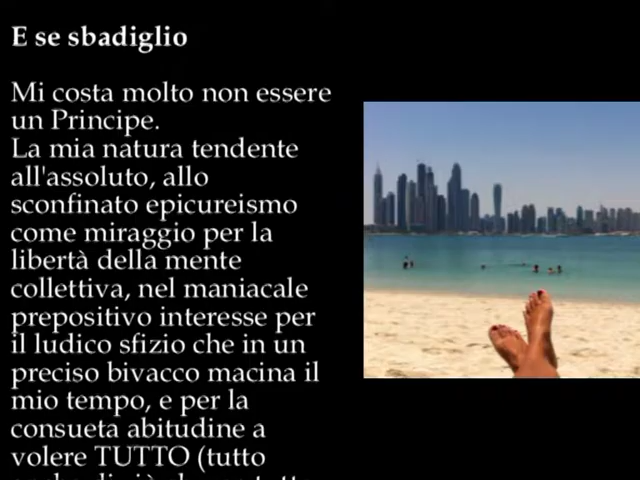 E se sbadiglio
Mi costa molto non essere
un Principe.
La mia natura tendente
all'assoluto, allo
sconfinato epicureismo
come miraggio per la
libertà della mente
collettiva, nel maniacale
prepositivo interesse per
il ludico sfizio che in un
preciso bivacco macina il
mio tempo, e per la
consueta abitudine a
volere TUTTO (tutto